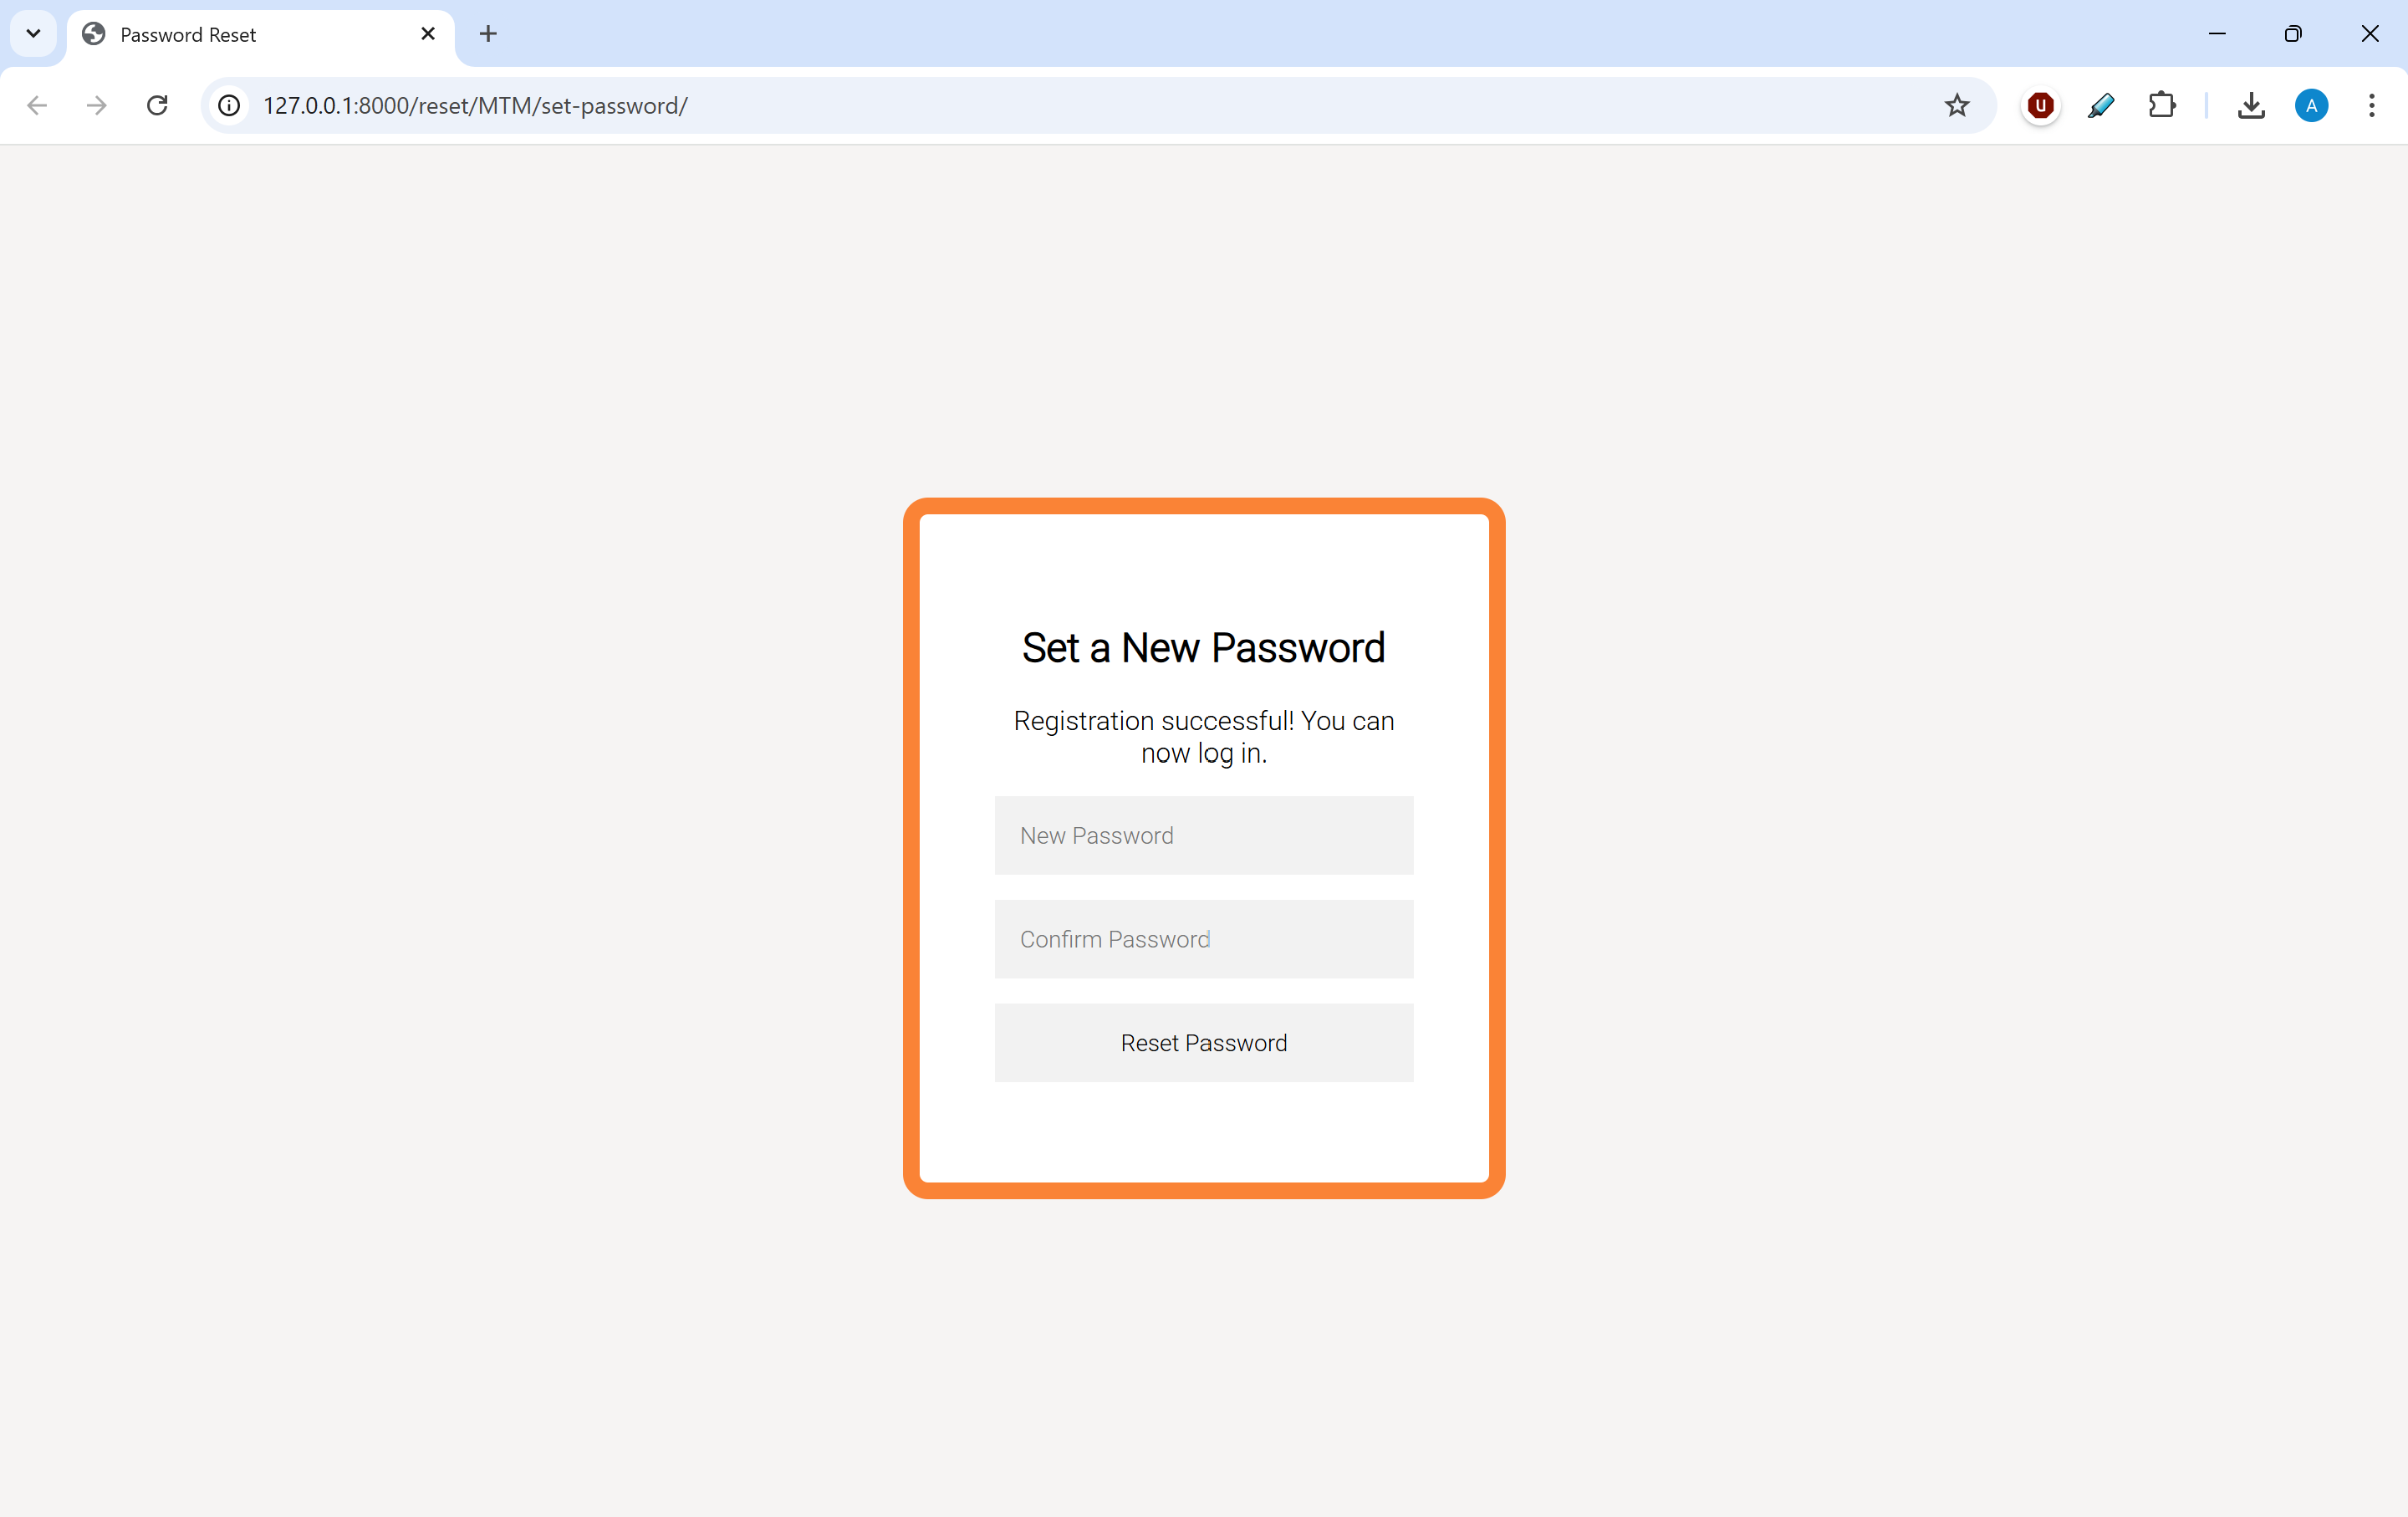 Password Reset
127.0.0.1:8000/reset/MTM/set-password/
U
A
Set a New Password
Registration successful! You can
now log in.
New Password
Confirm Password
Reset Password